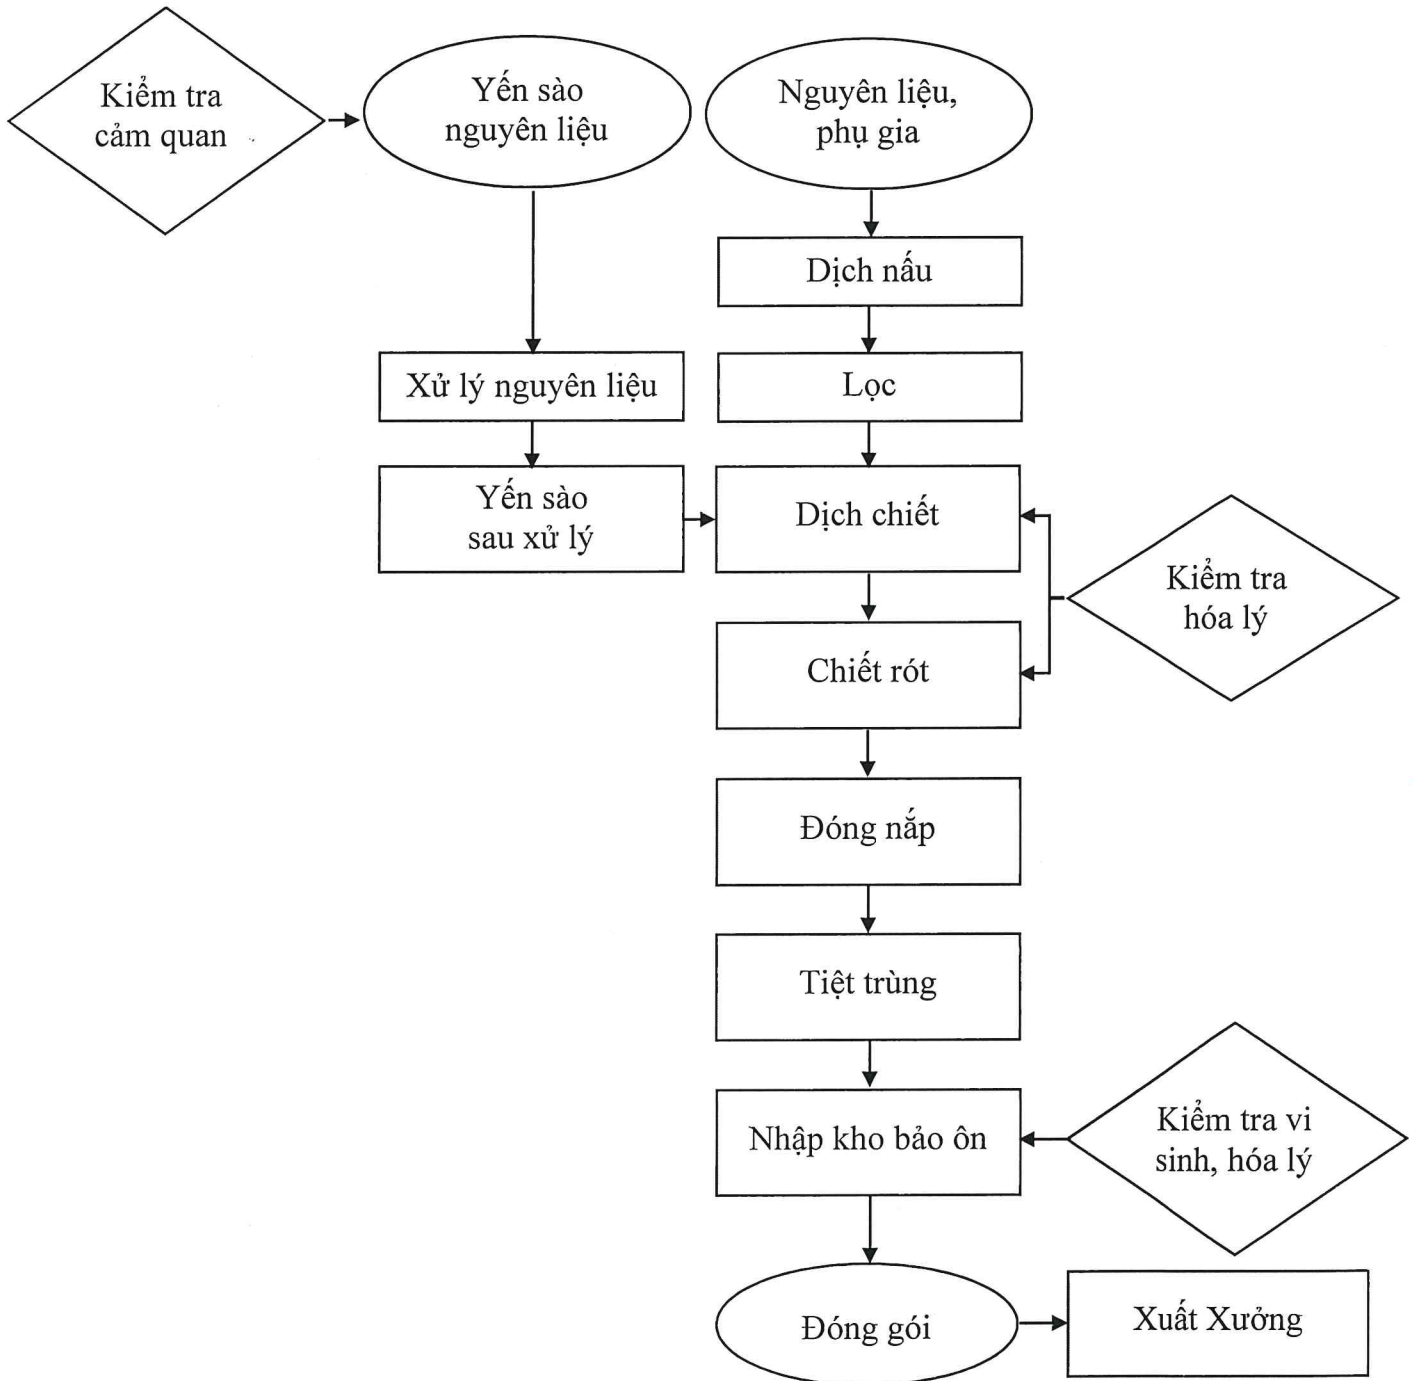 Kiểm tra
cảm quan
Yến sào
nguyên liệu
Nguyên liệu,
phụ gia
Dịch nấu
Xử lý nguyên liệu
Lọc
Yến sào
sau xử lý
Dịch chiết
Kiểm tra
hóa lý
Chiết rót
Đóng nắp
Tiệt trùng
Nhập kho bảo ôn
Kiểm tra vi
sinh, hóa lý
Đóng gói
Xuất Xưởng